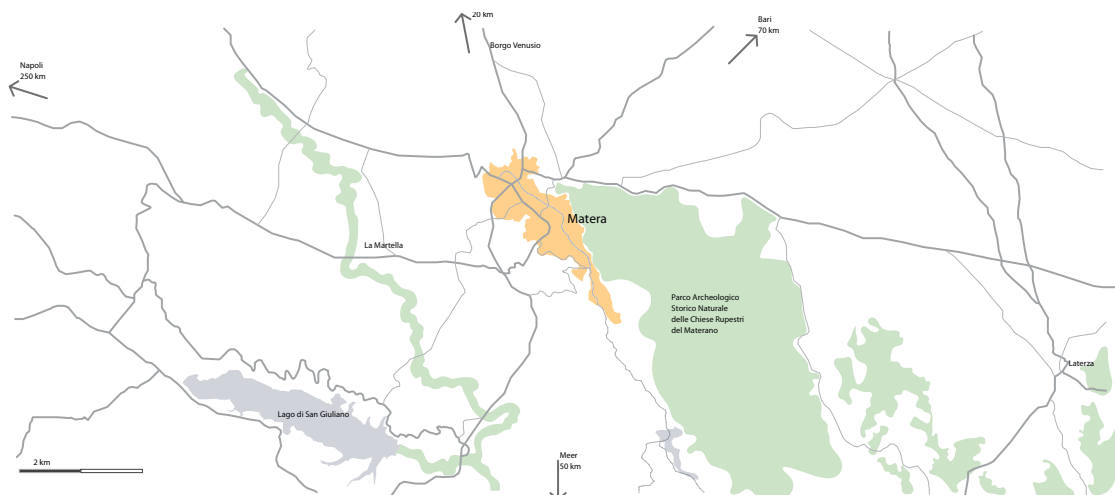 20 km
Bari
70 km
Borgo Venusio
Napoli
250 km
Matera
La Martella
Parco Archeologico
Storico Naturale
delle Chiese Rupestri
del Materano
Laterza
Lago di San Giuliano
Meer
50 km
2 km